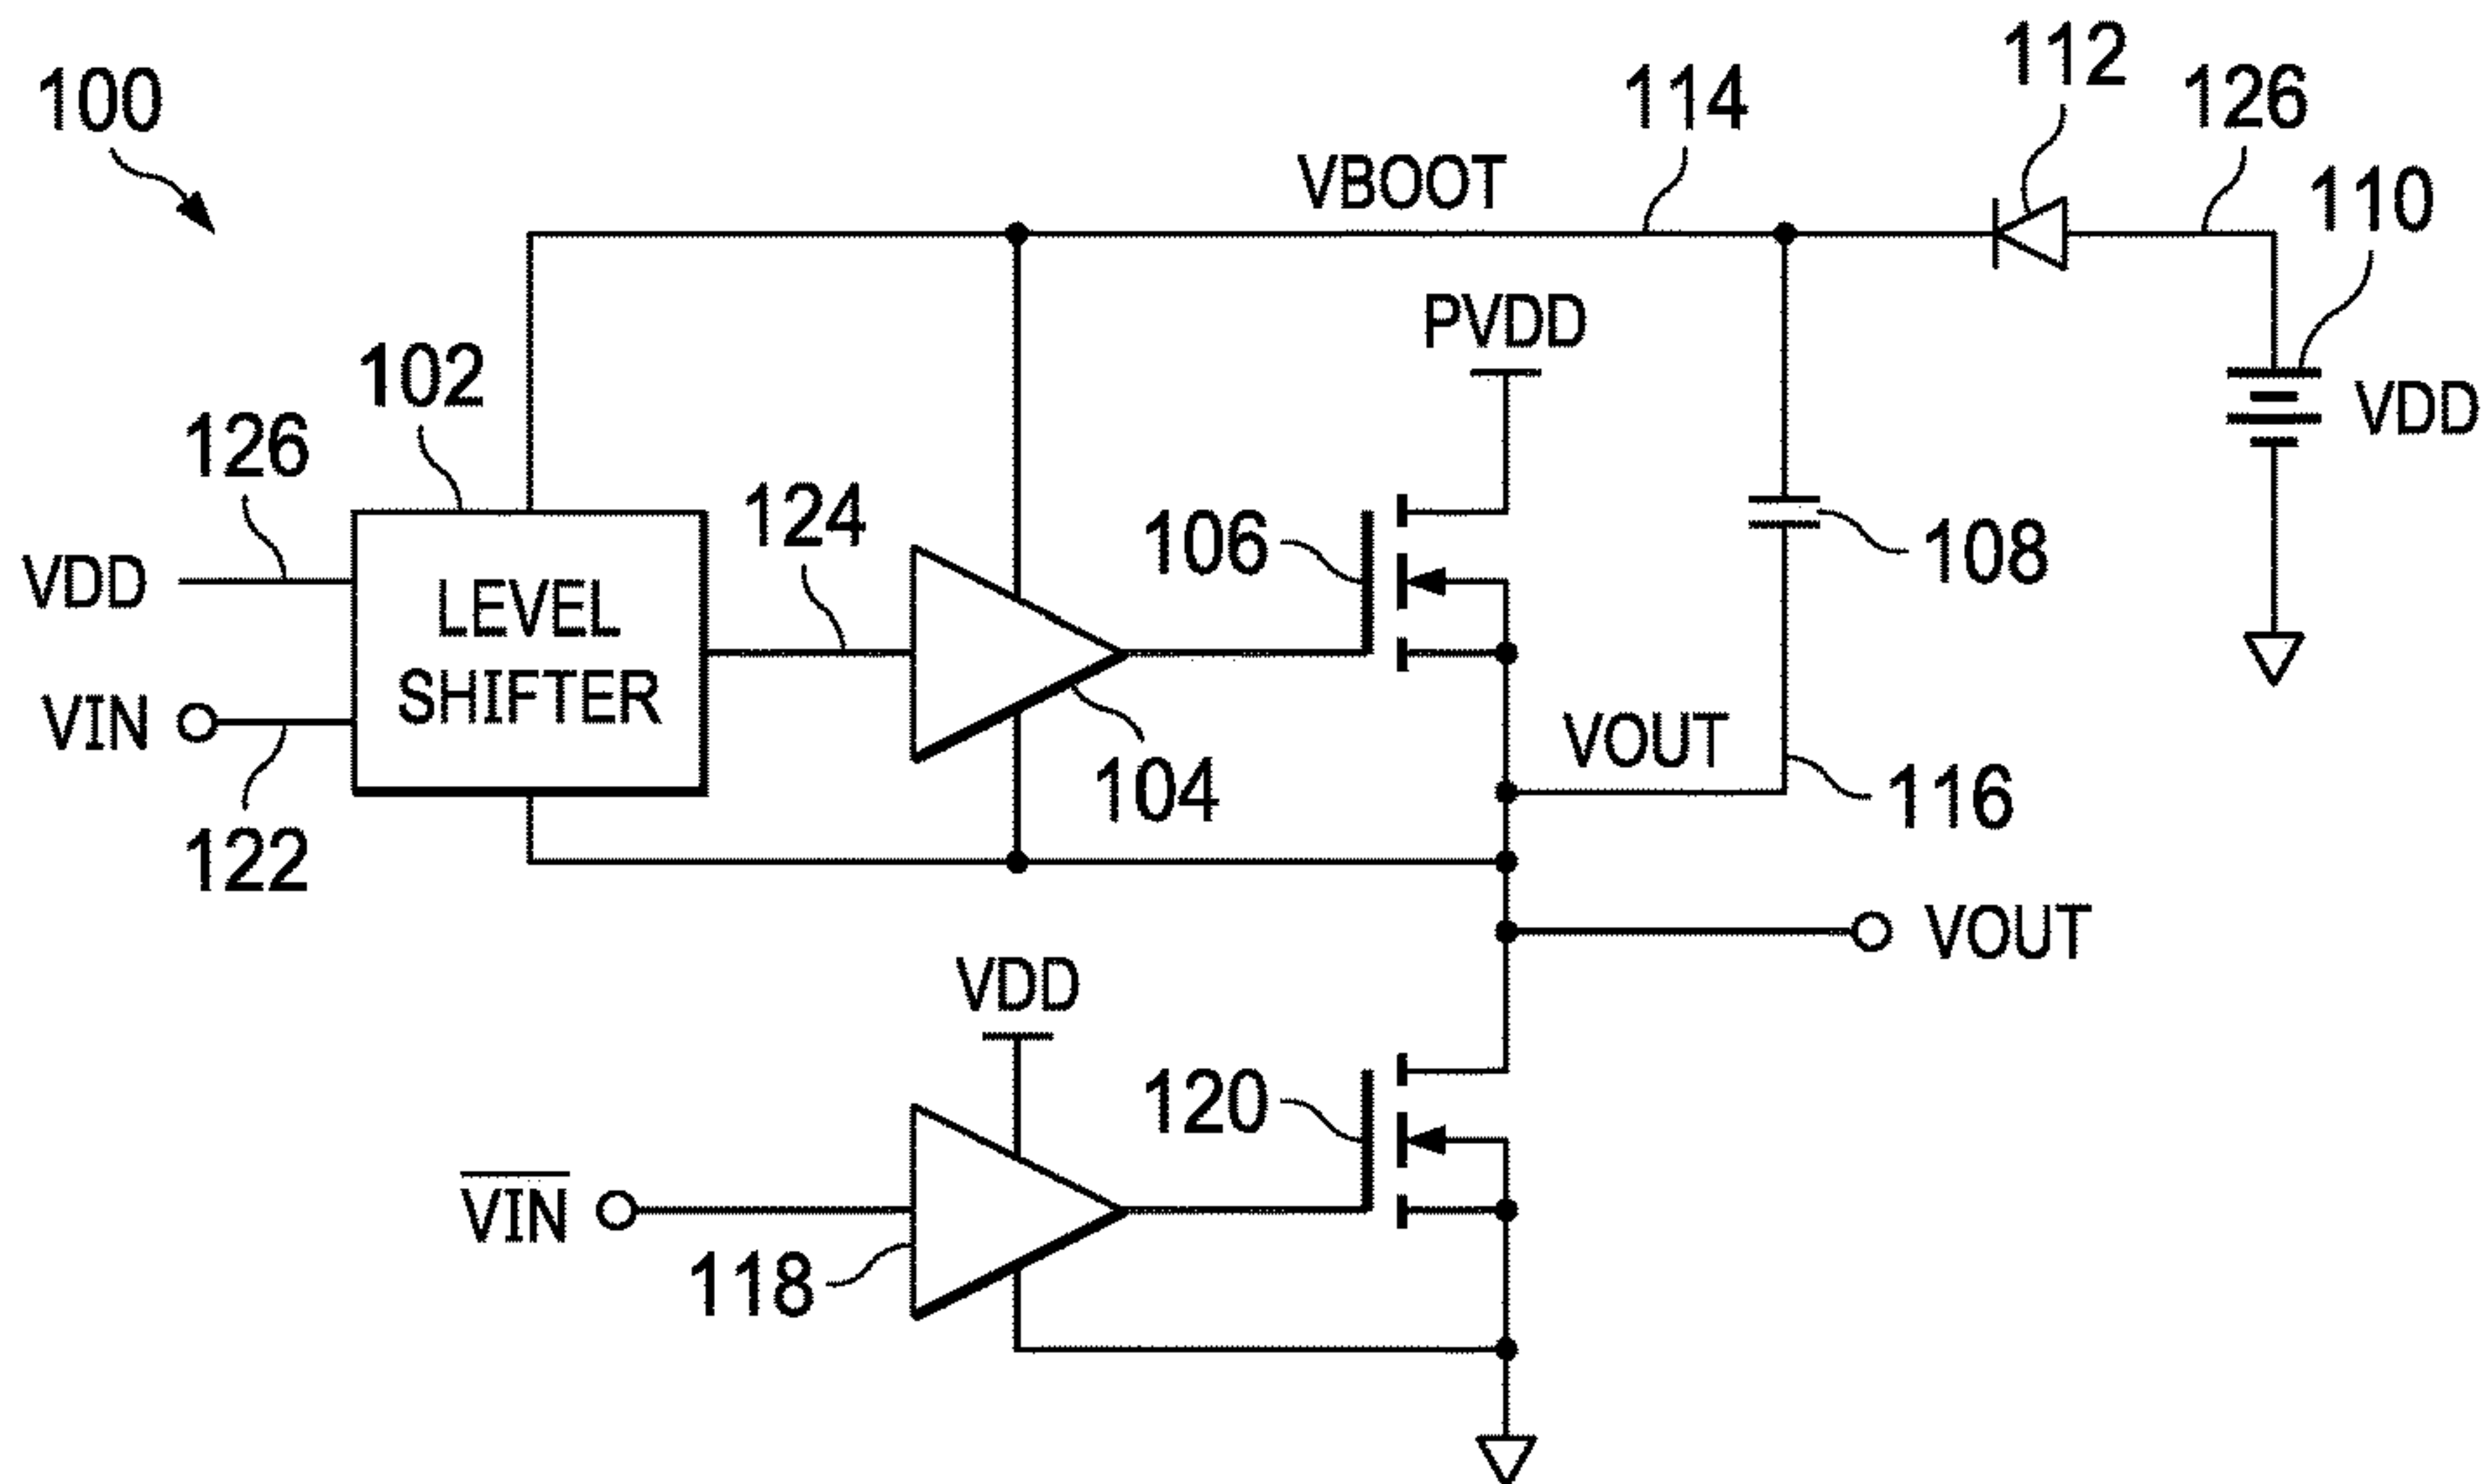 100
112
114
126
110
VBOOT
PVDD
102
126
VDD
124
106
108
VDD
LEVEL
SHIFTER
VIN
VOUT
104
116
122
VOUT
VDD
120
V̅I̅N̅
118